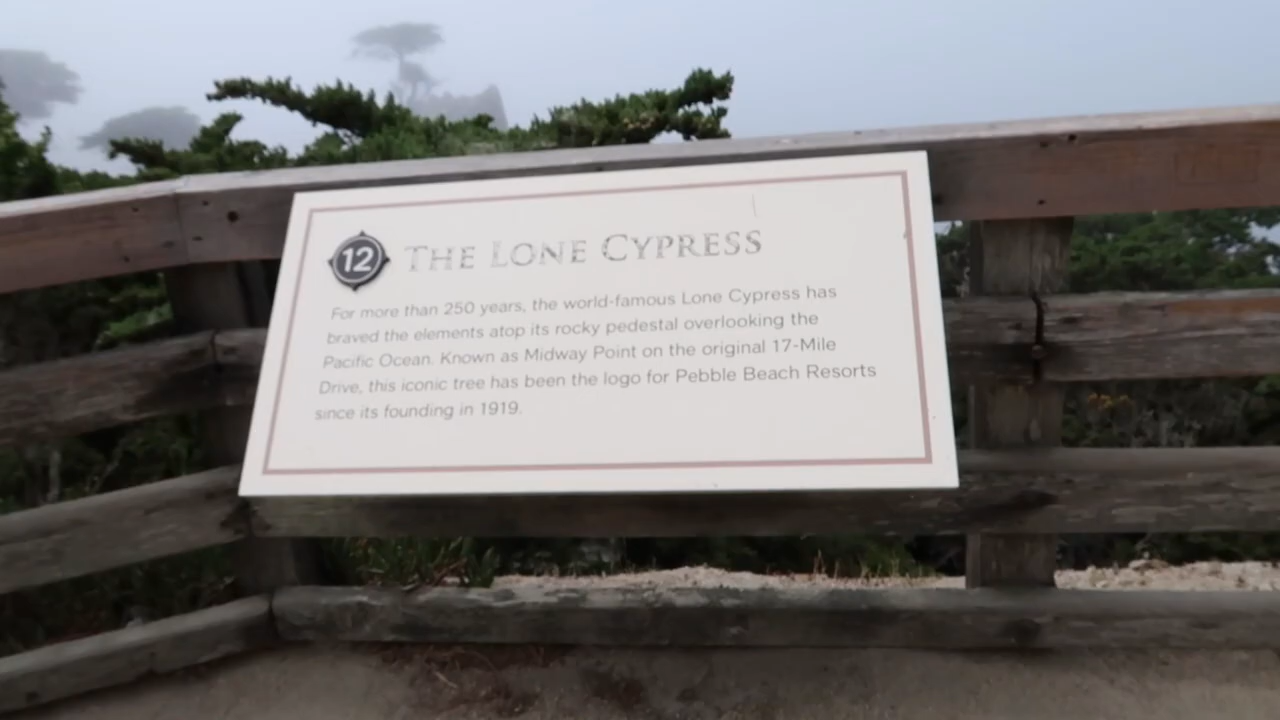 12 THE LONE CYPRESS
For more than 250 years, the world-famous Lone Cypress has
braved the elements atop its rocky pedestal overlooking the
Pacific Ocean. Known as Midway Point on the original 17-Mile
Drive, this iconic tree has been the logo for Pebble Beach Resorts
since its founding in 1919.